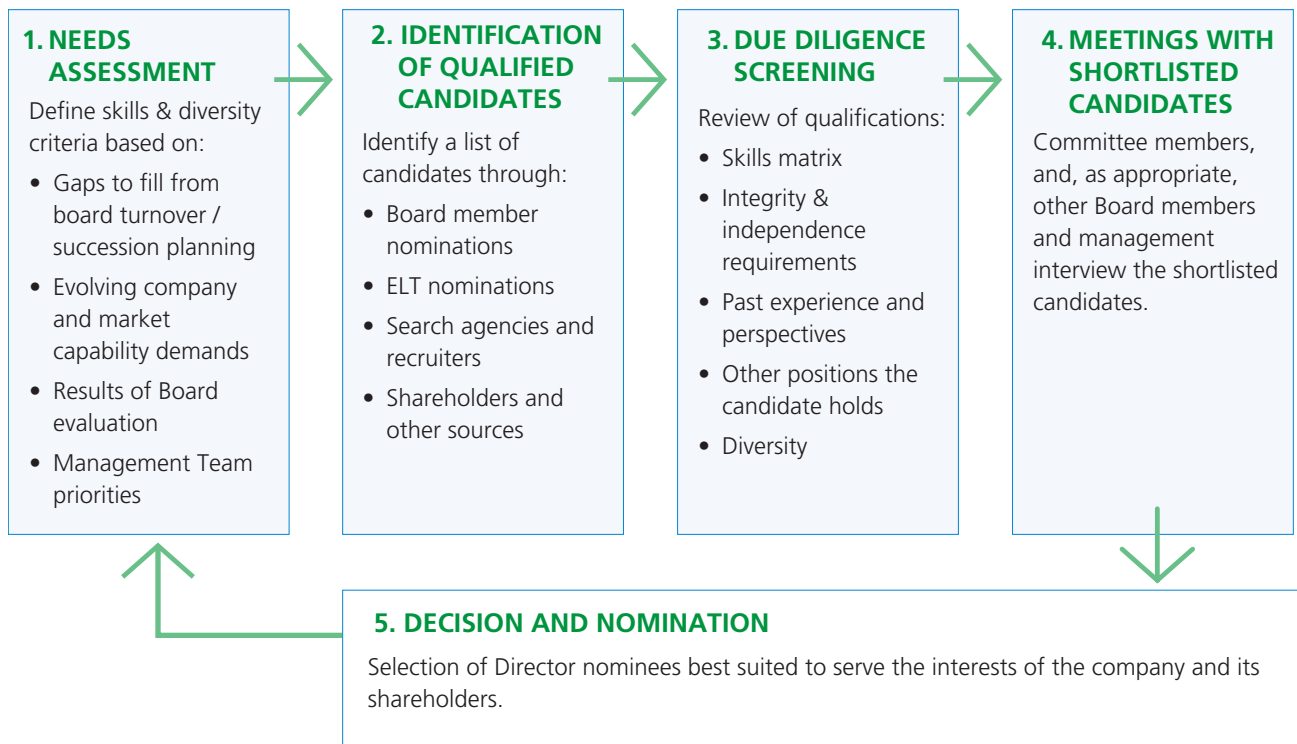 1. NEEDS
ASSESSMENT
Define skills & diversity
criteria based on:
• Gaps to fill from
board turnover /
succession planning
• Evolving company
and market
capability demands
• Results of Board
evaluation
• Management Team
priorities
2. IDENTIFICATION
OF QUALIFIED
CANDIDATES
Identify a list of
candidates through:
• Board member
nominations
• ELT nominations
• Search agencies and
recruiters
• Shareholders and
other sources
3. DUE DILIGENCE
SCREENING
Review of qualifications:
• Skills matrix
• Integrity &
independence
requirements
• Past experience and
perspectives
• Other positions the
candidate holds
• Diversity
4. MEETINGS WITH
SHORTLISTED
CANDIDATES
Committee members,
and, as appropriate,
other Board members
and management
interview the shortlisted
candidates.
5. DECISION AND NOMINATION
Selection of Director nominees best suited to serve the interests of the company and its
shareholders.